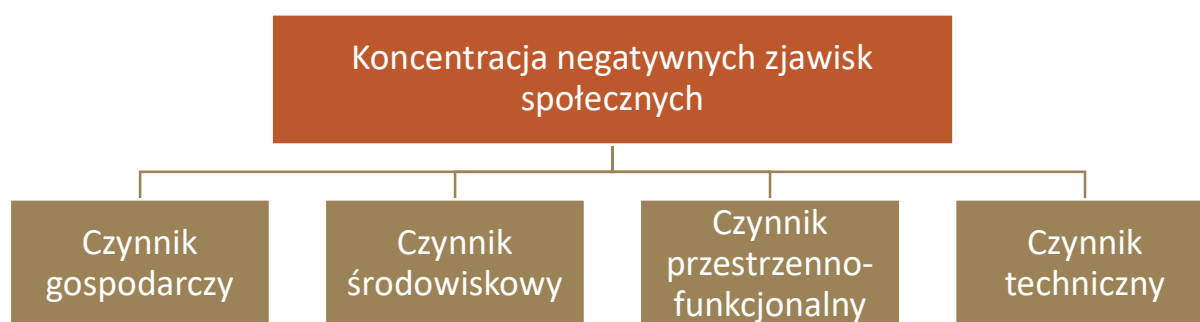 Koncentracja negatywnych zjawisk
społecznych
Czynnik
gospodarczy
Czynnik
środowiskowy
Czynnik
przestrzenno-
funkcjonalny
Czynnik
techniczny